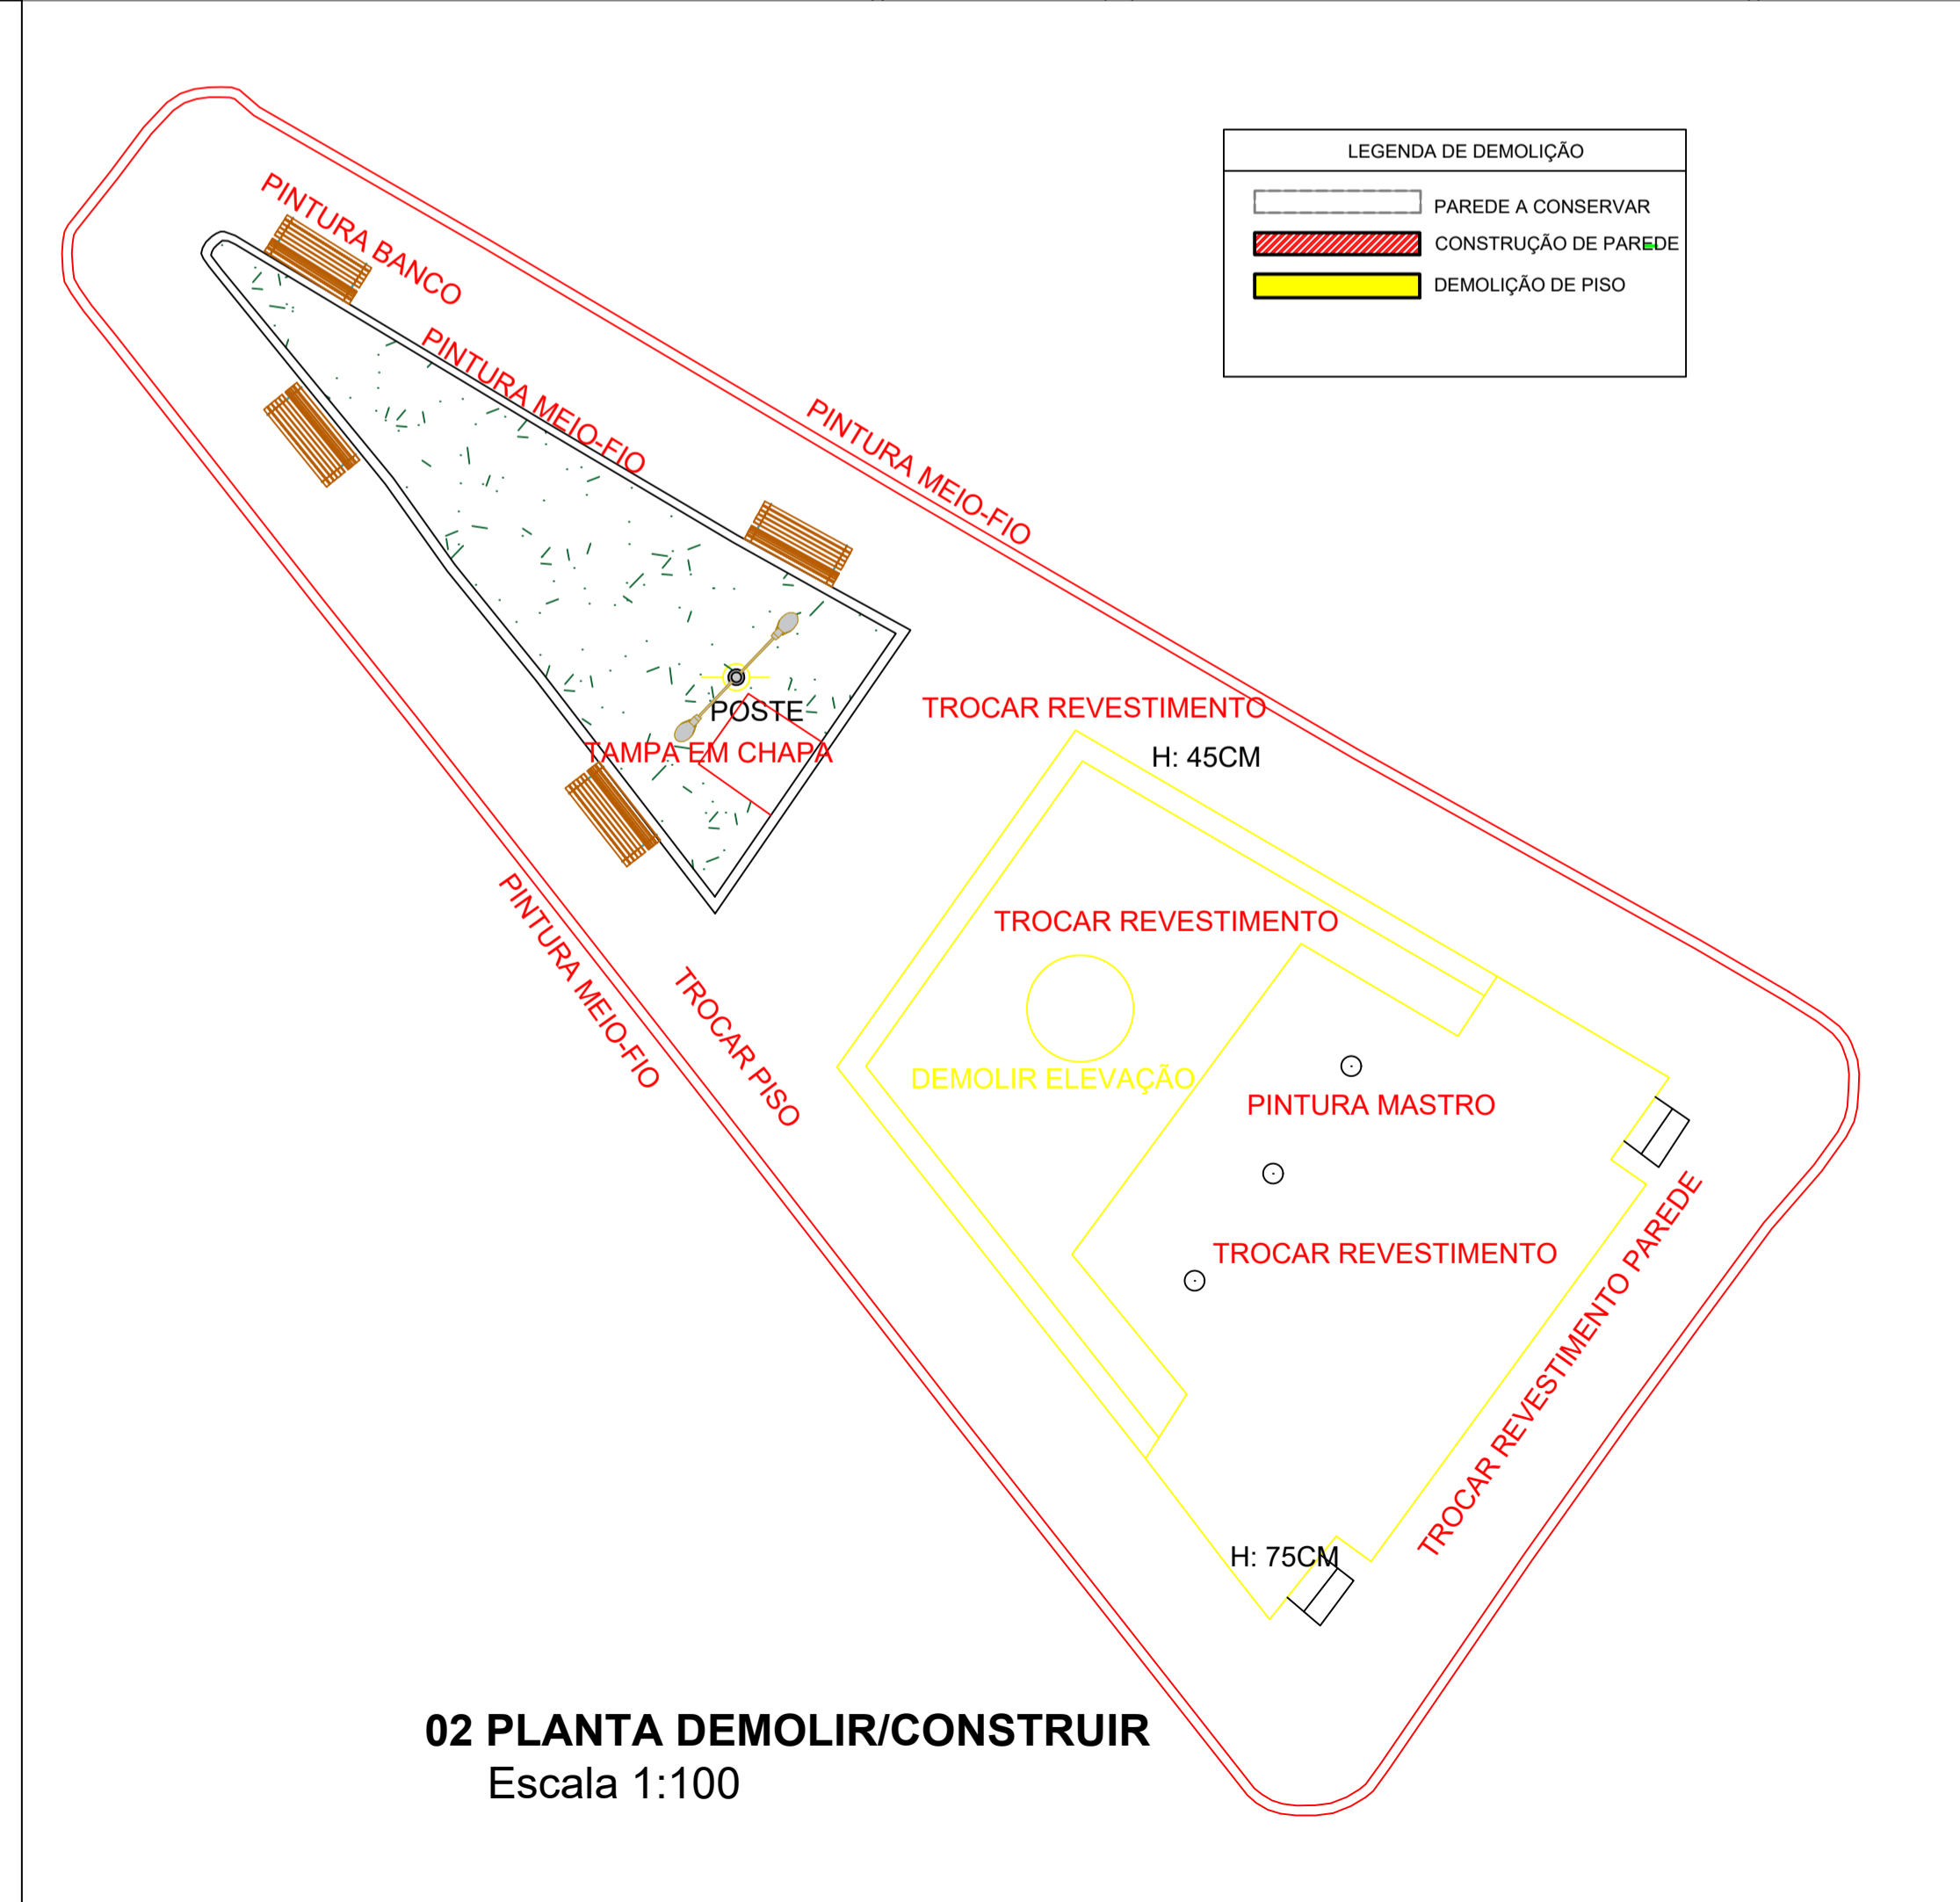 LEGENDA DE DEMOLIÇÃO
PAREDE A CONSERVAR
CONSTRUÇÃO DE PAREDE
DEMOLIÇÃO DE PISO
PINTURA BANCO
PINTURA MEIO-FIO
PINTURA MEIO-FIO
TROCAR REVESTIMENTO
POSTE
TAMPA EM CHAPA
H: 45CM
PINTURA MEIO-FIO
TROCAR PISO
TROCAR REVESTIMENTO
DEMOLIR ELEVAÇÃO
PINTURA MASTRO
TROCAR REVESTIMENTO
TROCAR REVESTIMENTO PAREDE
H: 75CM
02 PLANTA DEMOLIR/CONSTRUIR
Escala 1:100